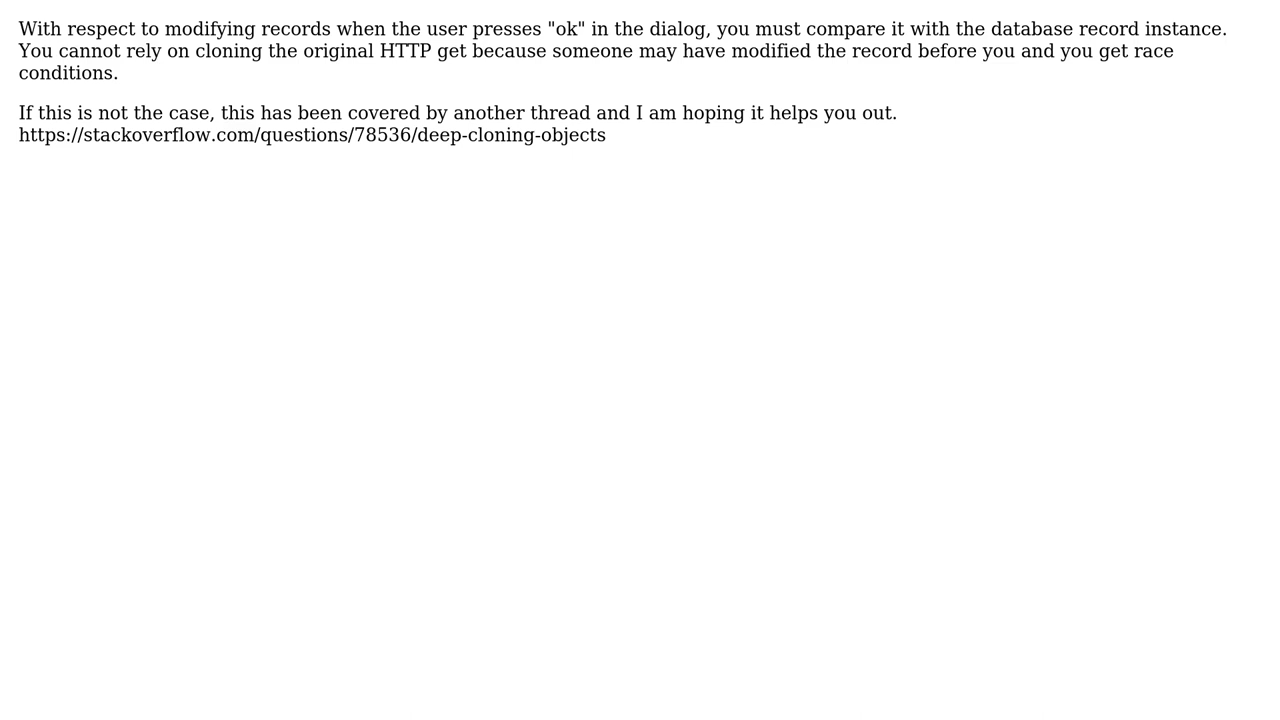 With respect to modifying records when the user presses "ok" in the dialog, you must compare it with the database record instance.
You cannot rely on cloning the original HTTP get because someone may have modified the record before you and you get race
conditions.
If this is not the case, this has been covered by another thread and I am hoping it helps you out.
https://stackoverflow.com/questions/78536/deep-cloning-objects